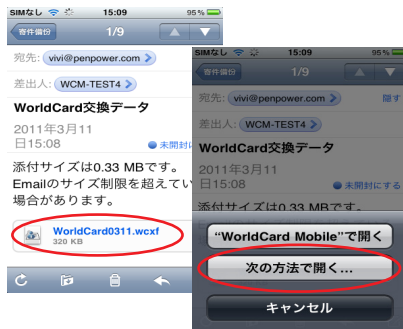 SIMなし 15:09 95%
寄件備份 1/9
宛先: vivi@penpower.com
差出人: WCM-TEST4
WorldCard交換データ
2011年3月11
日15:08 未開封に
添付サイズは0.33 MBです。
Emailのサイズ制限を超えてい
場合があります。
WorldCard0311.wcxf
320 KB
SIMなし 15:09 95%
寄件備份 1/9
宛先: vivi@penpower.com 隠す
差出人: WCM-TEST4
WorldCard交換データ
2011年3月11
日15:08 未開封にする
添付サイズは0.33 MBです。
“WorldCard Mobile”で開く
次の方法で開く...
キャンセル